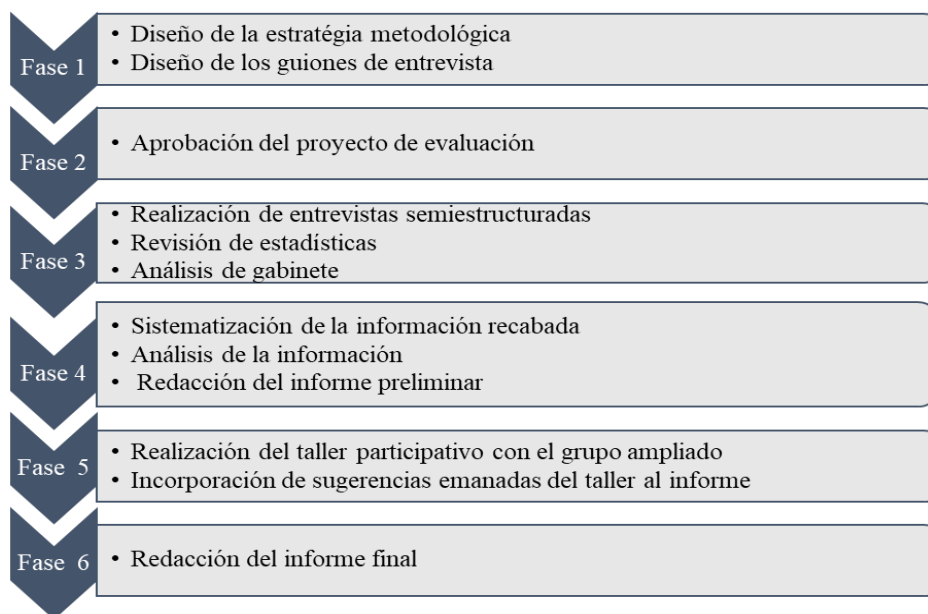 Fase 1
• Diseño de la estratégia metodológica
• Diseño de los guiones de entrevista
Fase 2
• Aprobación del proyecto de evaluación
Fase 3
• Realización de entrevistas semiestructuradas
• Revisión de estadísticas
• Análisis de gabinete
Fase 4
• Sistematización de la información recabada
• Análisis de la información
• Redacción del informe preliminar
Fase 5
• Realización del taller participativo con el grupo ampliado
• Incorporación de sugerencias emanadas del taller al informe
Fase 6
• Redacción del informe final